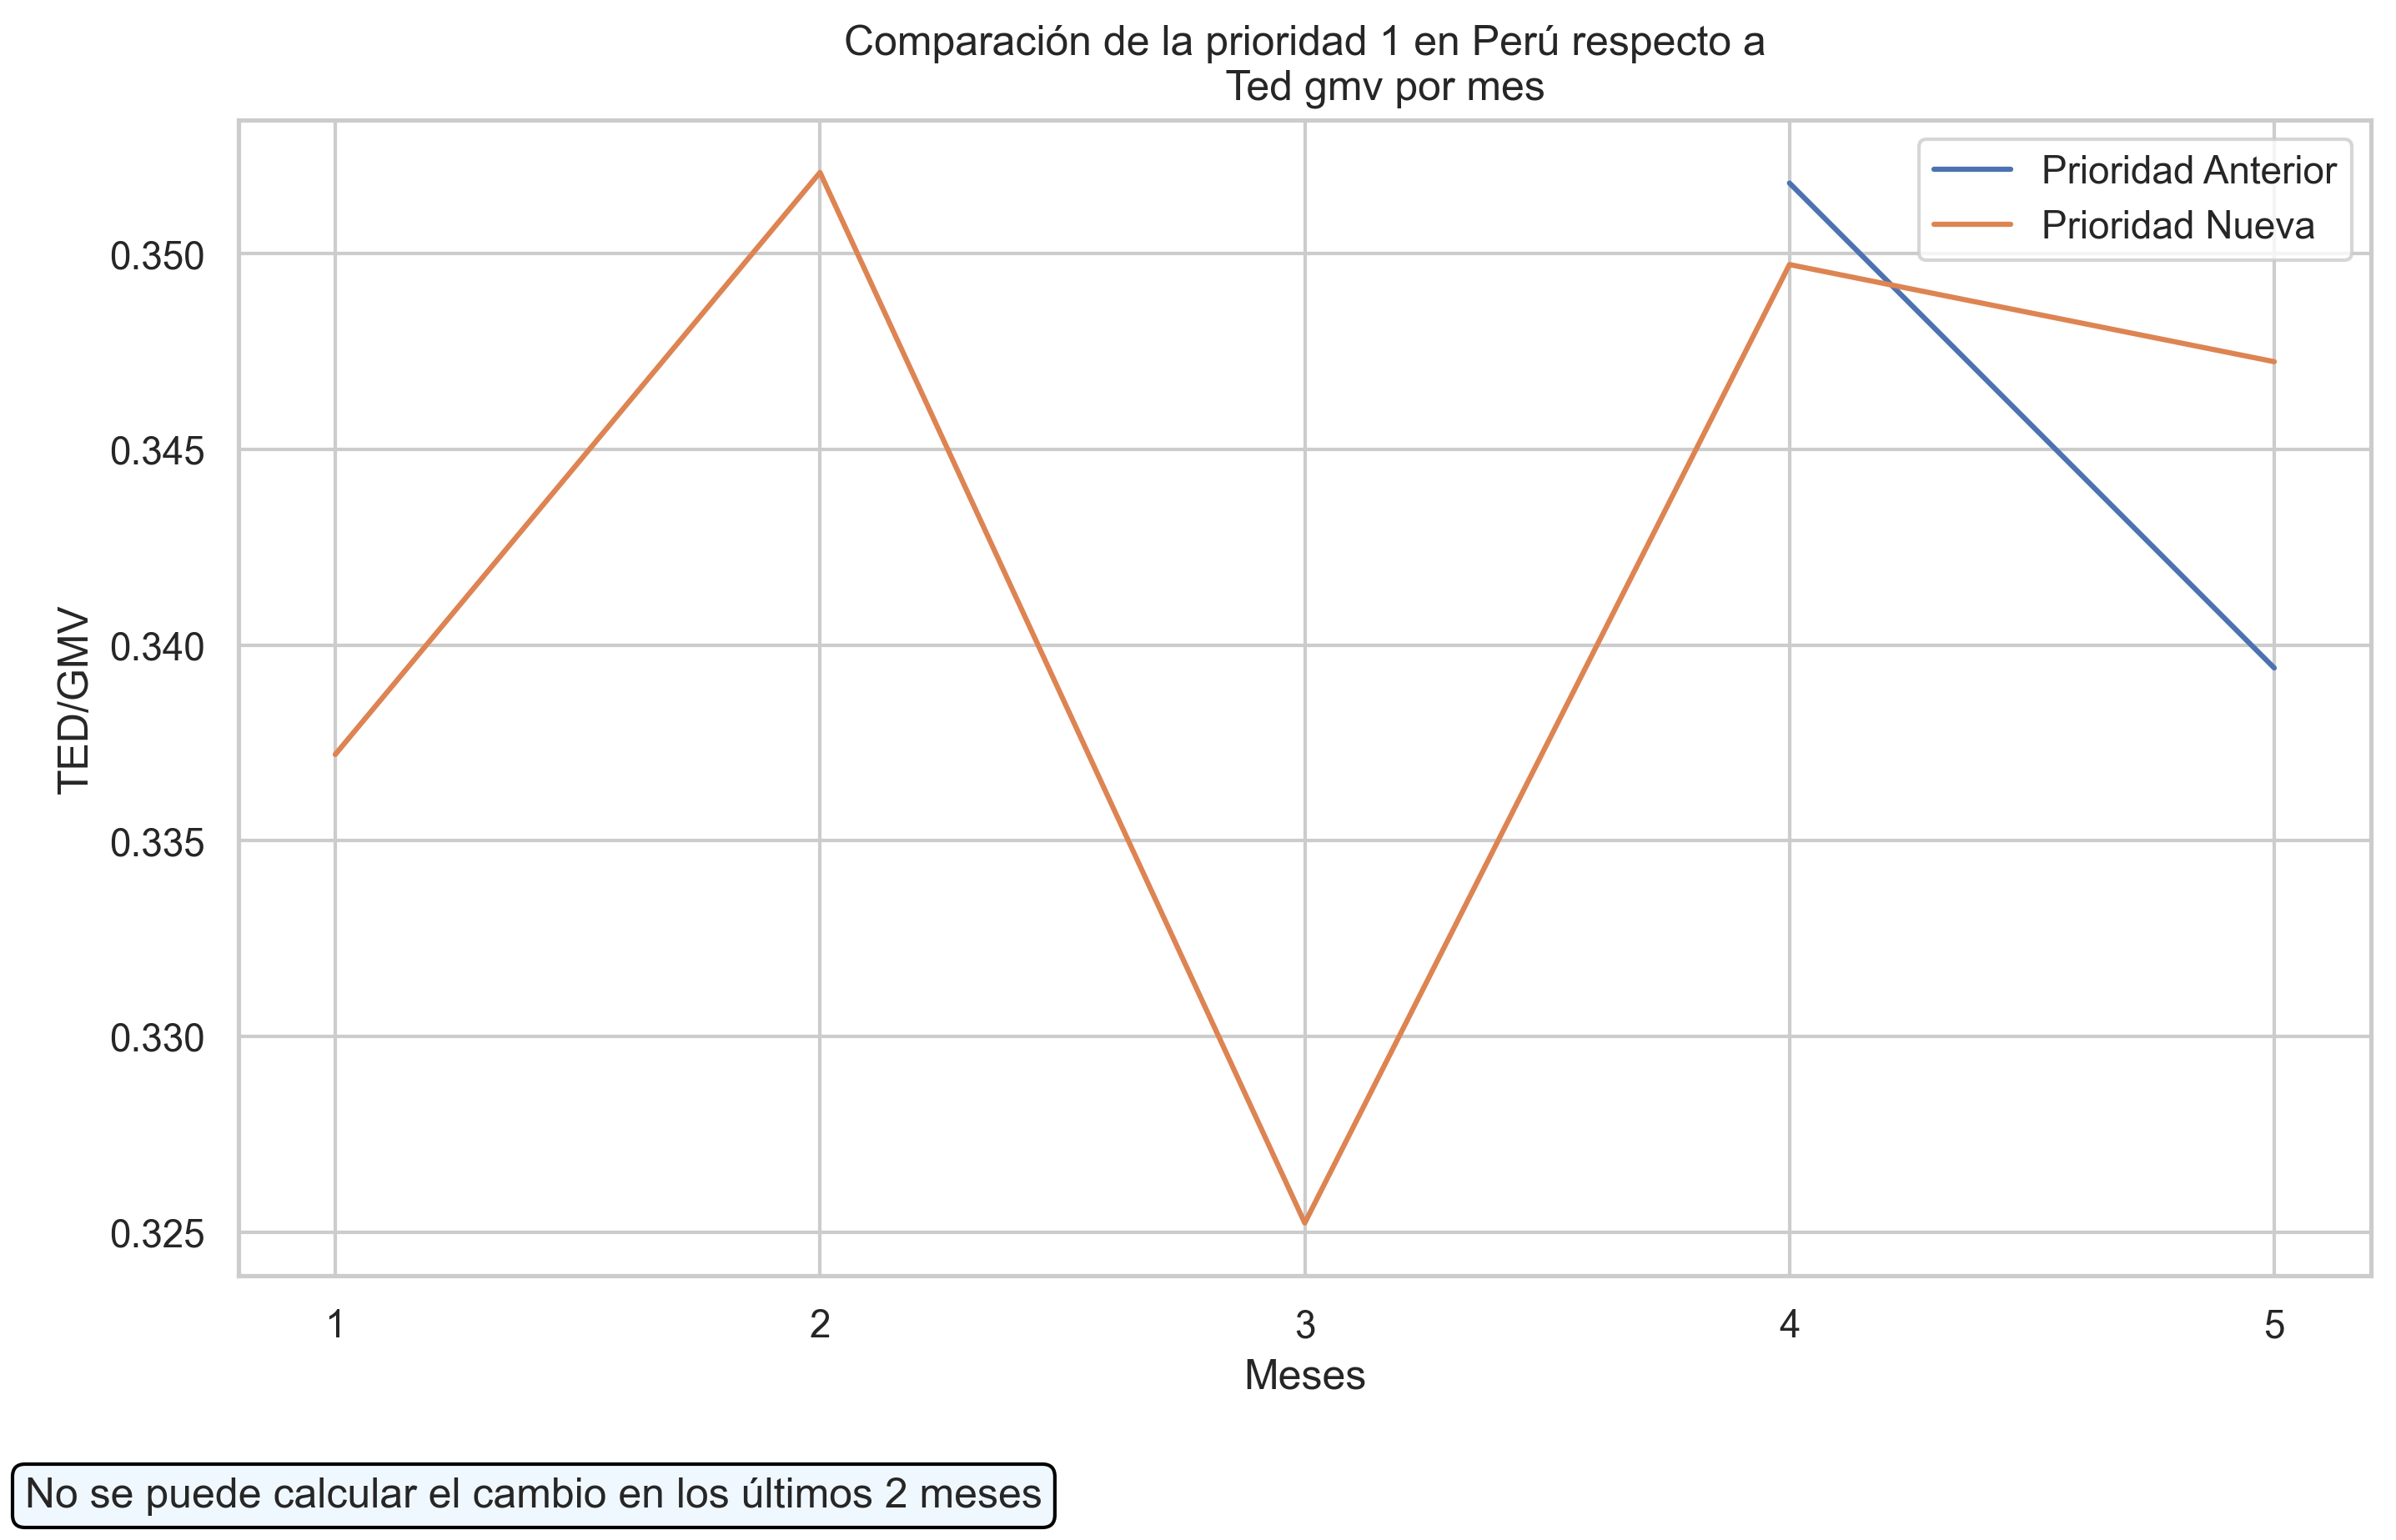 Comparación de la prioridad 1 en Perú respecto a
Ted gmv por mes
Prioridad Anterior
Prioridad Nueva
TED/GMV
0.350
0.345
0.340
0.335
0.330
0.325
1 2 3 4 5
Meses
No se puede calcular el cambio en los últimos 2 meses